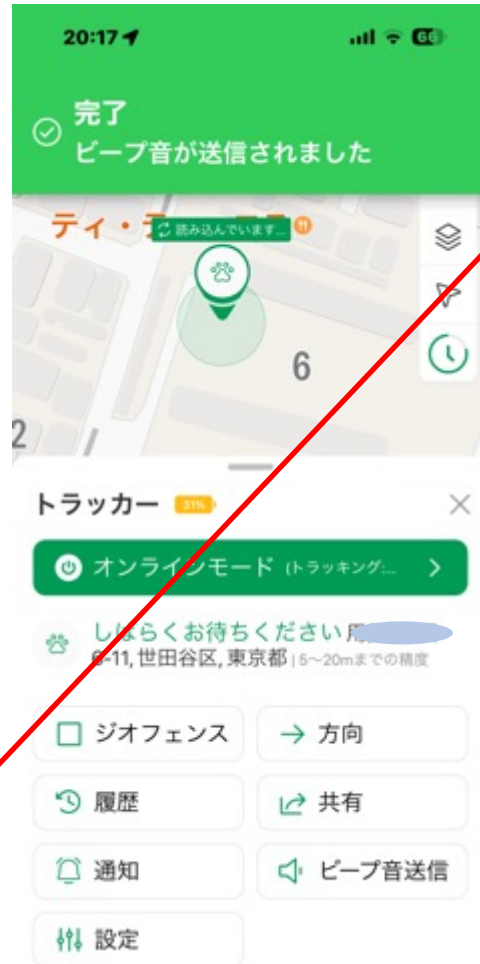 20:17
66
完了
ビープ音が送信されました
ティ・
読み込んでいます...
6
2
トラッカー 31%
オンラインモード (トラッキング:...
しばらくお待ちください
6-11, 世田谷区, 東京都 | 5~20mまでの精度
ジオフェンス
方向
履歴
共有
通知
ビープ音送信
設定